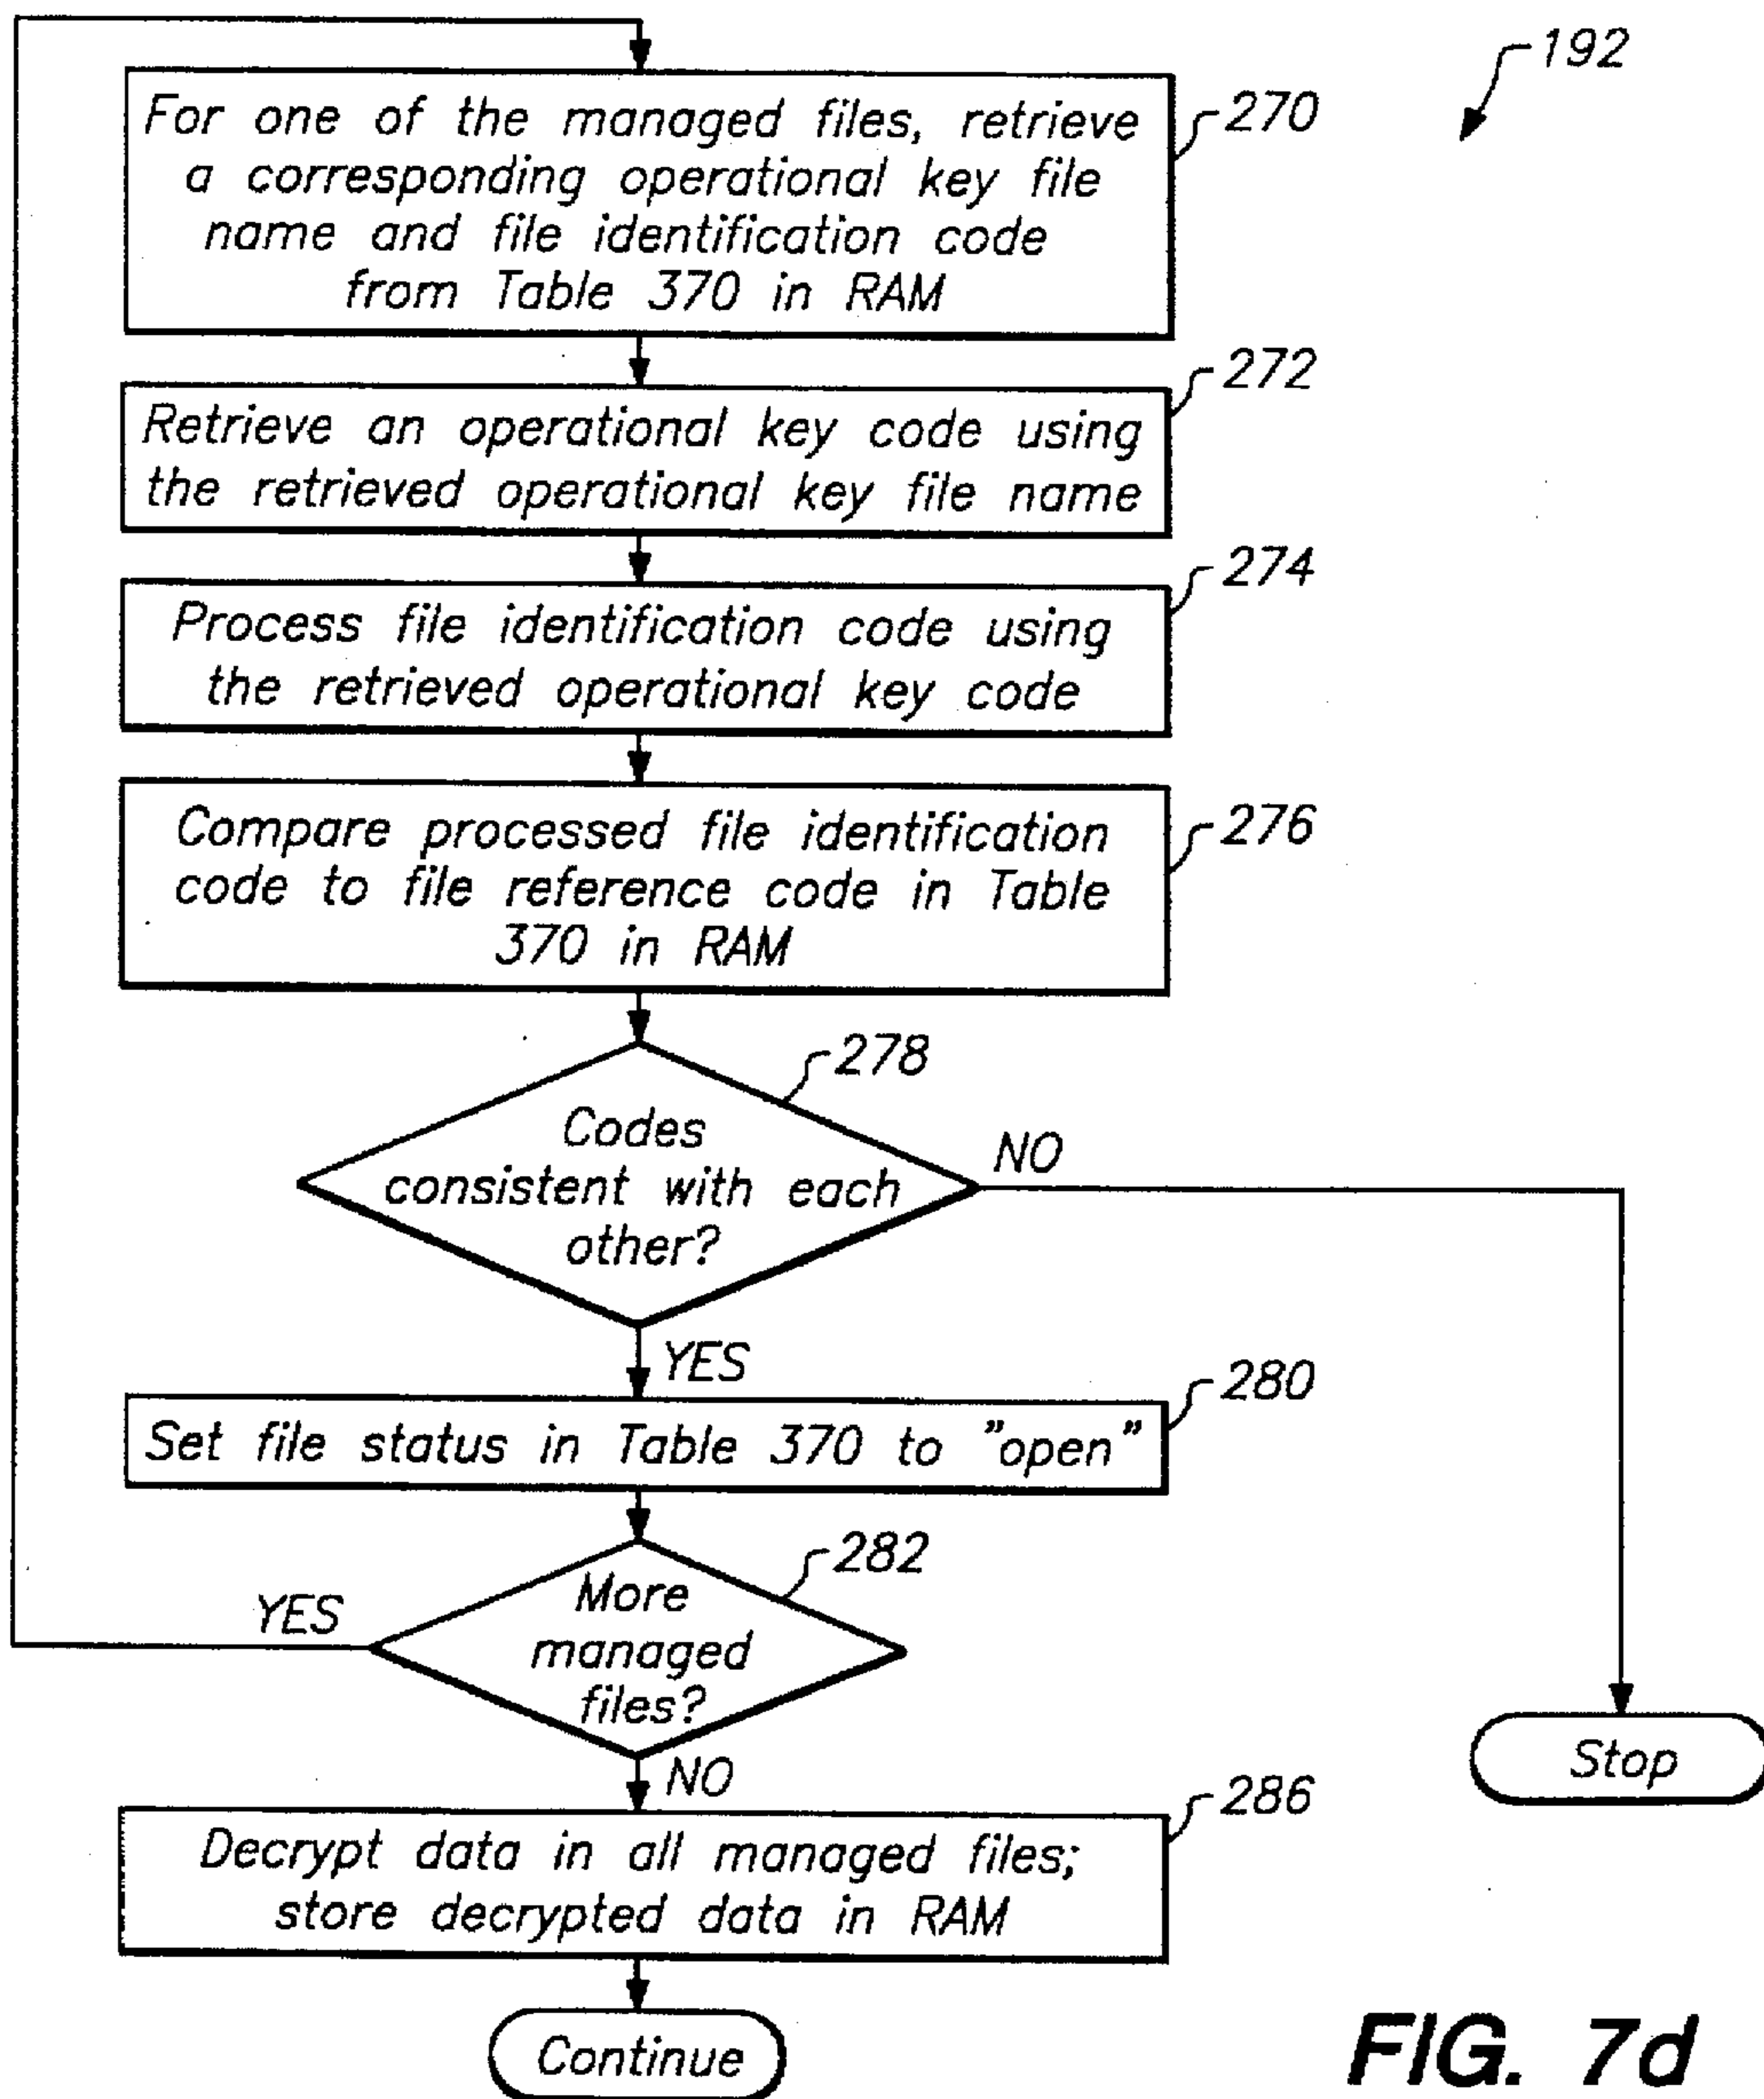 192
For one of the managed files, retrieve
a corresponding operational key file
name and file identification code
from Table 370 in RAM
270
Retrieve an operational key code using
the retrieved operational key file name
272
Process file identification code using
the retrieved operational key code
274
Compare processed file identification
code to file reference code in Table
370 in RAM
276
Codes
consistent with each
other?
278
NO
YES
Set file status in Table 370 to "open"
280
More
managed
files?
282
YES
NO
Stop
Decrypt data in all managed files;
store decrypted data in RAM
286
Continue
FIG. 7d